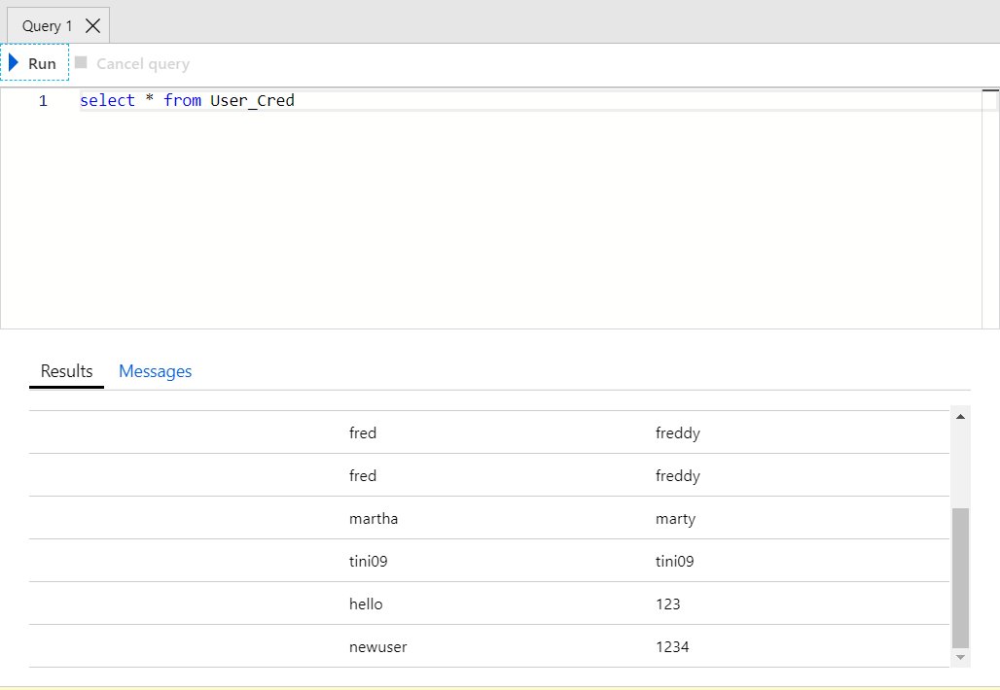 Query 1
Run Cancel query
1 select * from User_Cred
Results Messages
fred freddy
fred freddy
martha marty
tini09 tini09
hello 123
newuser 1234